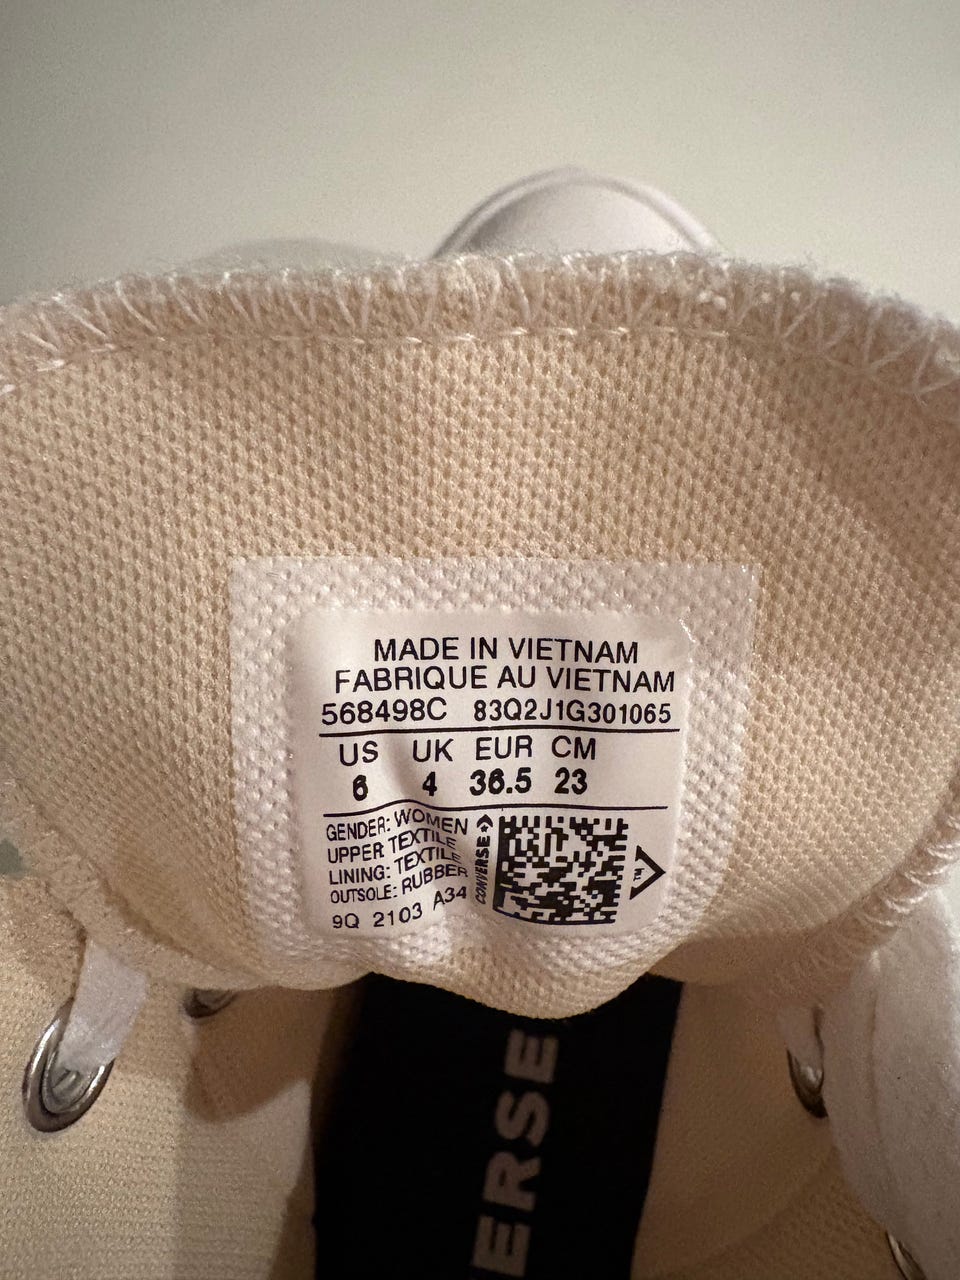 MADE IN VIETNAM
FABRIQUE AU VIETNAM
568498C 83Q2J1G301065
US UK EUR CM
6 4 36.5 23
GENDER: WOMEN
UPPER TEXTILE
LINING: TEXTILE
OUTSOLE: RUBBER
9Q 2103 A34
CONVERSE
TM
ERSE